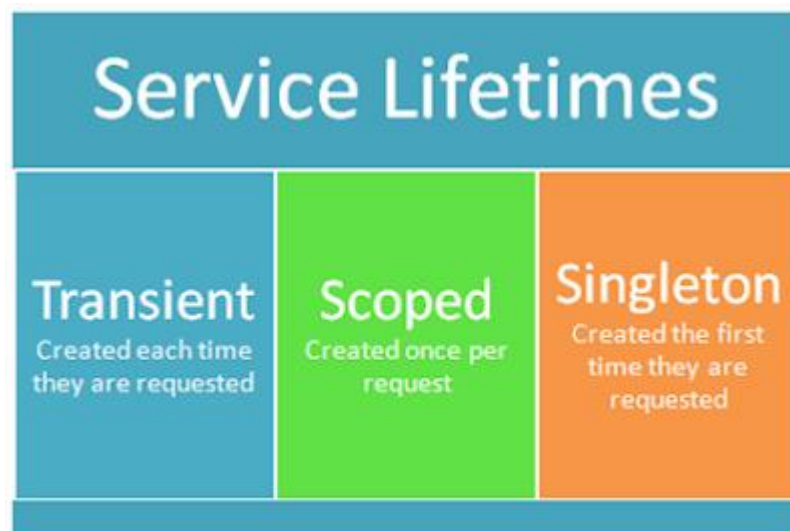 Service Lifetimes
Transient
Created each time
they are requested
Scoped
Created once per
request
Singleton
Created the first
time they are
requested